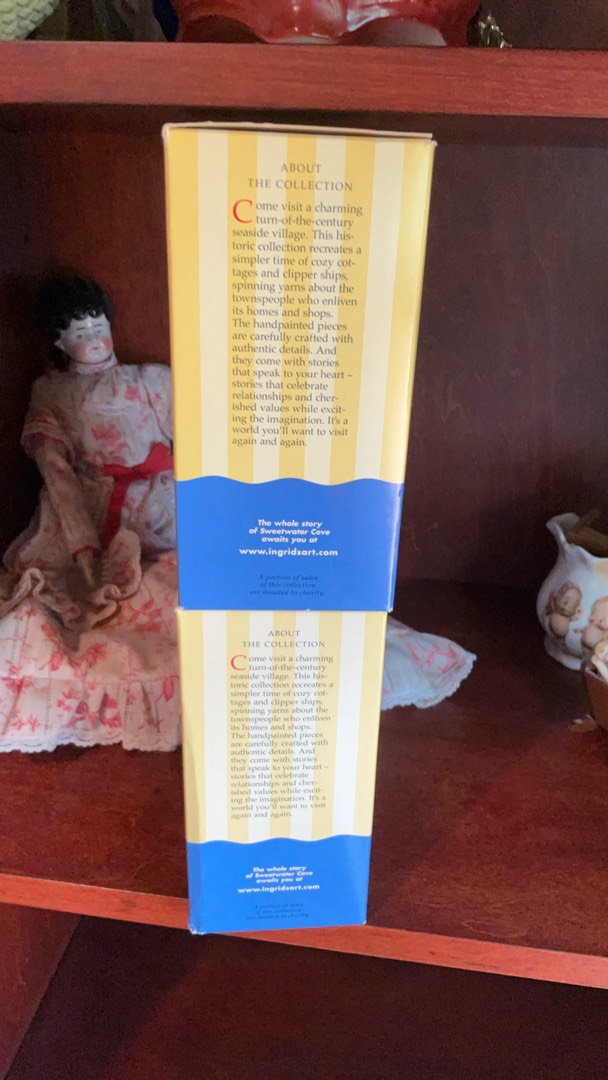 ABOUT
THE COLLECTION
Come visit a charming
turn-of-the-century
seaside village. This his-
toric collection recreates a
simpler time of cozy cot-
tages and clipper ships,
spinning yarns about the
townspeople who enliven
its homes and shops.
The handpainted pieces
are carefully crafted with
authentic details. And
they come with stories
that speak to your heart –
stories that celebrate
relationships and cher-
ished values while excit-
ing the imagination. It's a
world you'll want to visit
again and again.
The whole story
of Sweetwater Cove
awaits you at
www.ingridsart.com
A portion of sales
of this collection
are donated to charity
ABOUT
THE COLLECTION
Come visit a charming
turn-of-the-century
seaside village. This his-
toric collection recreates a
simpler time of cozy cot-
tages and clipper ships,
spinning yarns about the
townspeople who enliven
its homes and shops.
The handpainted pieces
are carefully crafted with
authentic details. And
they come with stories
that speak to your heart –
stories that celebrate
relationships and cher-
ished values while excit-
ing the imagination. It's a
world you'll want to visit
again and again.
The whole story
of Sweetwater Cove
awaits you at
www.ingridsart.com
A portion of sales
of this collection
are donated to charity